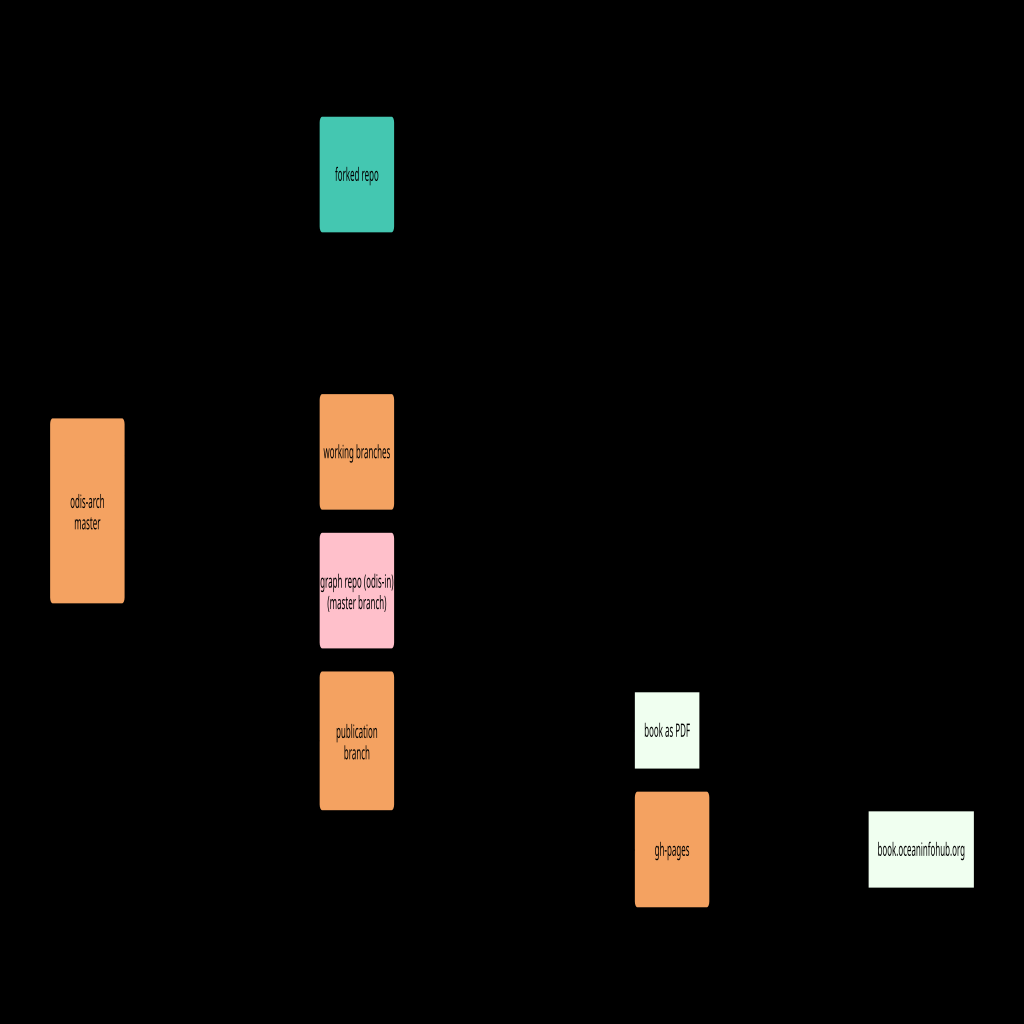 forked repo
working branches
odis-arch
master
graph repo (odis-in)
(master branch)
publication
branch
book as PDF
gh-pages
book.oceaninfohub.org